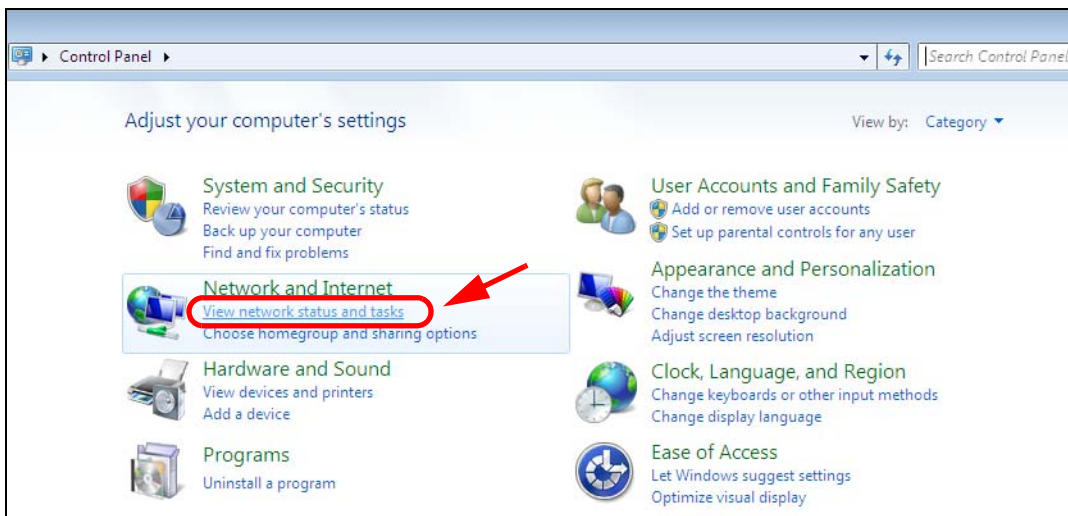 Control Panel
Search Control Panel
Adjust your computer's settings
View by: Category
System and Security
Review your computer's status
Back up your computer
Find and fix problems
Network and Internet
View network status and tasks
Choose homegroup and sharing options
Hardware and Sound
View devices and printers
Add a device
Programs
Uninstall a program
User Accounts and Family Safety
Add or remove user accounts
Set up parental controls for any user
Appearance and Personalization
Change the theme
Change desktop background
Adjust screen resolution
Clock, Language, and Region
Change keyboards or other input methods
Change display language
Ease of Access
Let Windows suggest settings
Optimize visual display